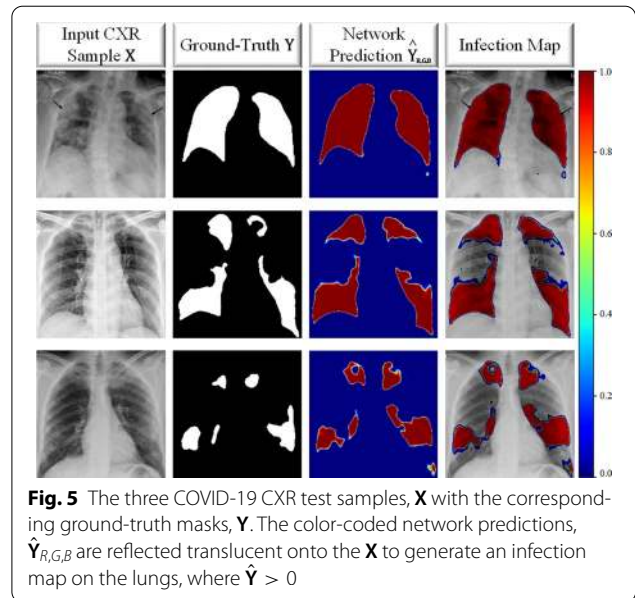 Input CXR Sample X
Ground-Truth Y
Network Prediction Ŷ_R,G,B
Infection Map
1.0
0.8
0.6
0.4
0.2
0.0
Fig. 5 The three COVID-19 CXR test samples, X with the correspond-
ing ground-truth masks, Y. The color-coded network predictions,
Ŷ_R,G,B are reflected translucent onto the X to generate an infection
map on the lungs, where Ŷ > 0